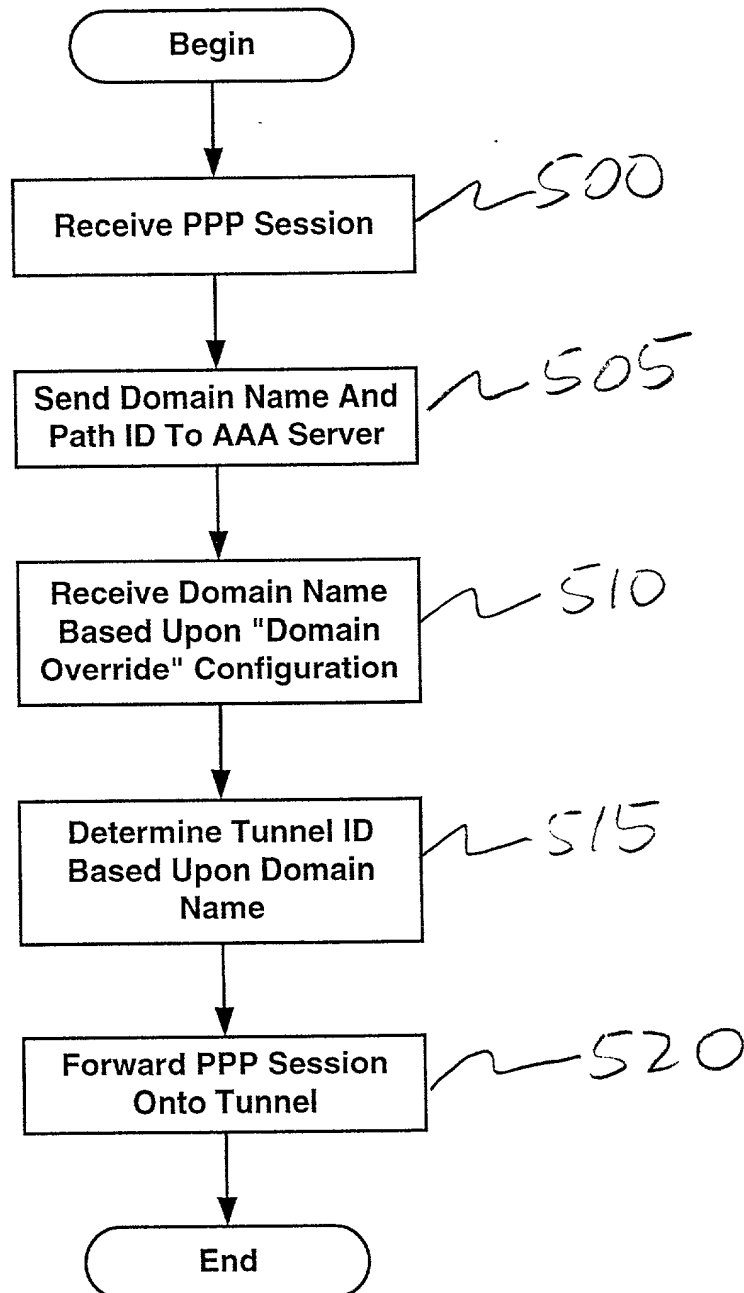 Begin
Receive PPP Session
500
Send Domain Name And
Path ID To AAA Server
505
Receive Domain Name
Based Upon "Domain
Override" Configuration
510
Determine Tunnel ID
Based Upon Domain
Name
515
Forward PPP Session
Onto Tunnel
520
End